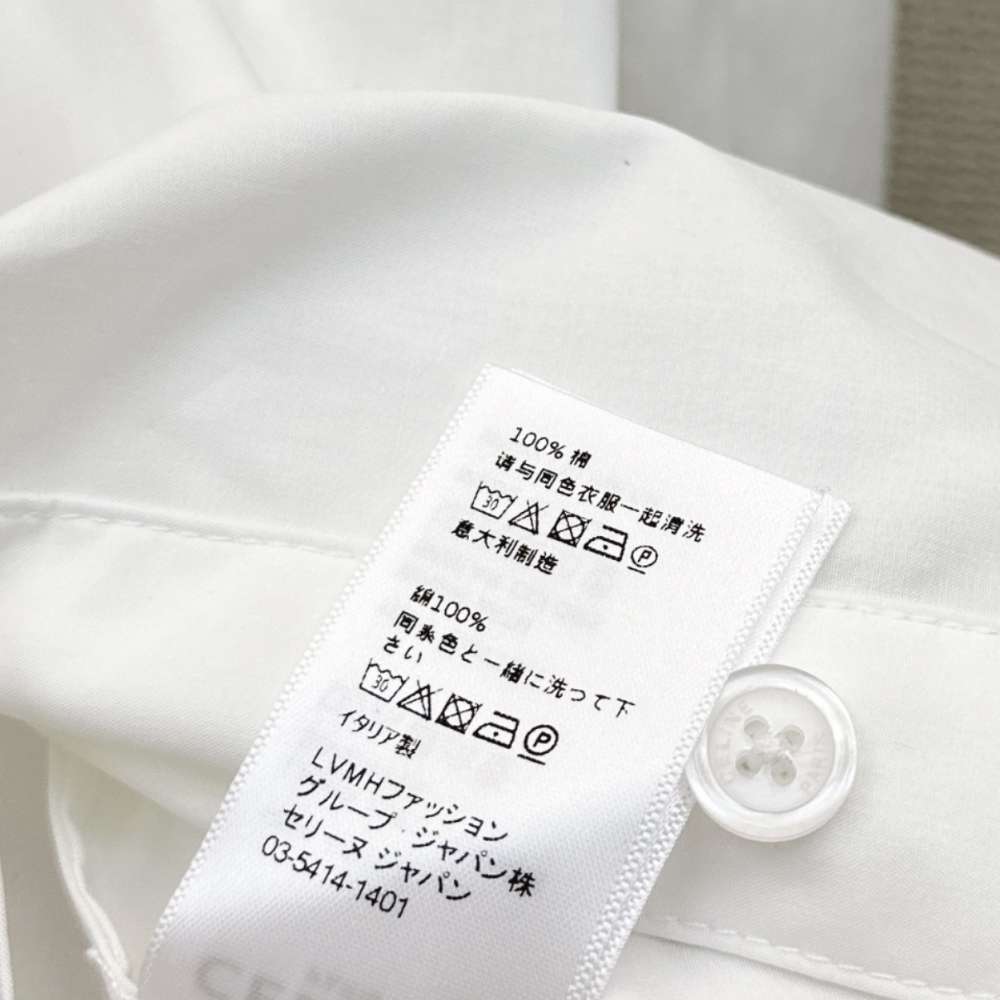 100% 棉
请与同色衣服一起清洗
30 P
意大利制造
綿100%
同系色と一緒に洗って下
さい
30 P
イタリア製
LVMHファッション
グループ・ジャパン株
セリーヌ ジャパン
03-5414-1401